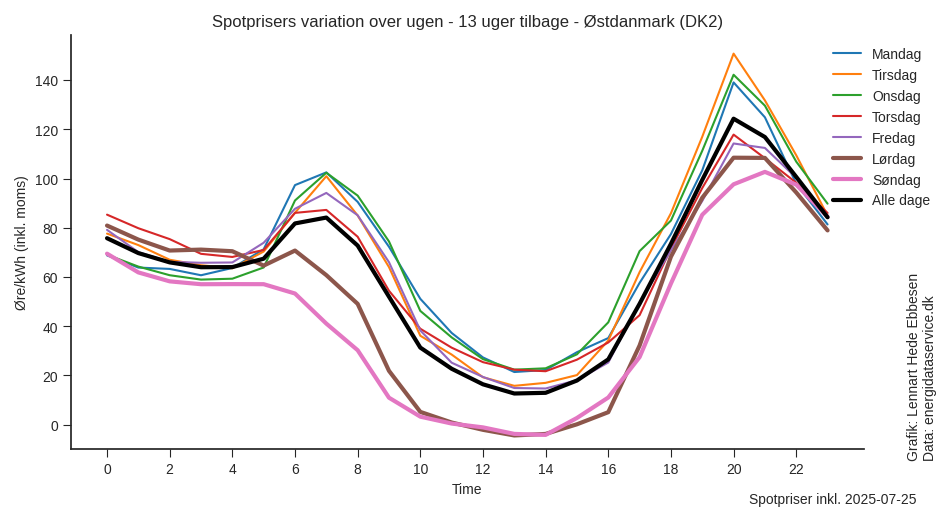 Spotprisers variation over ugen - 13 uger tilbage - Østdanmark (DK2)
Øre/kWh (inkl. moms)
140
120
100
80
60
40
20
0
0 2 4 6 8 10 12 14 16 18 20 22
Time
Mandag
Tirsdag
Onsdag
Torsdag
Fredag
Lørdag
Søndag
Alle dage
Grafik: Lennart Hede Ebbesen
Data: energidataservice.dk
Spotpriser inkl. 2025-07-25